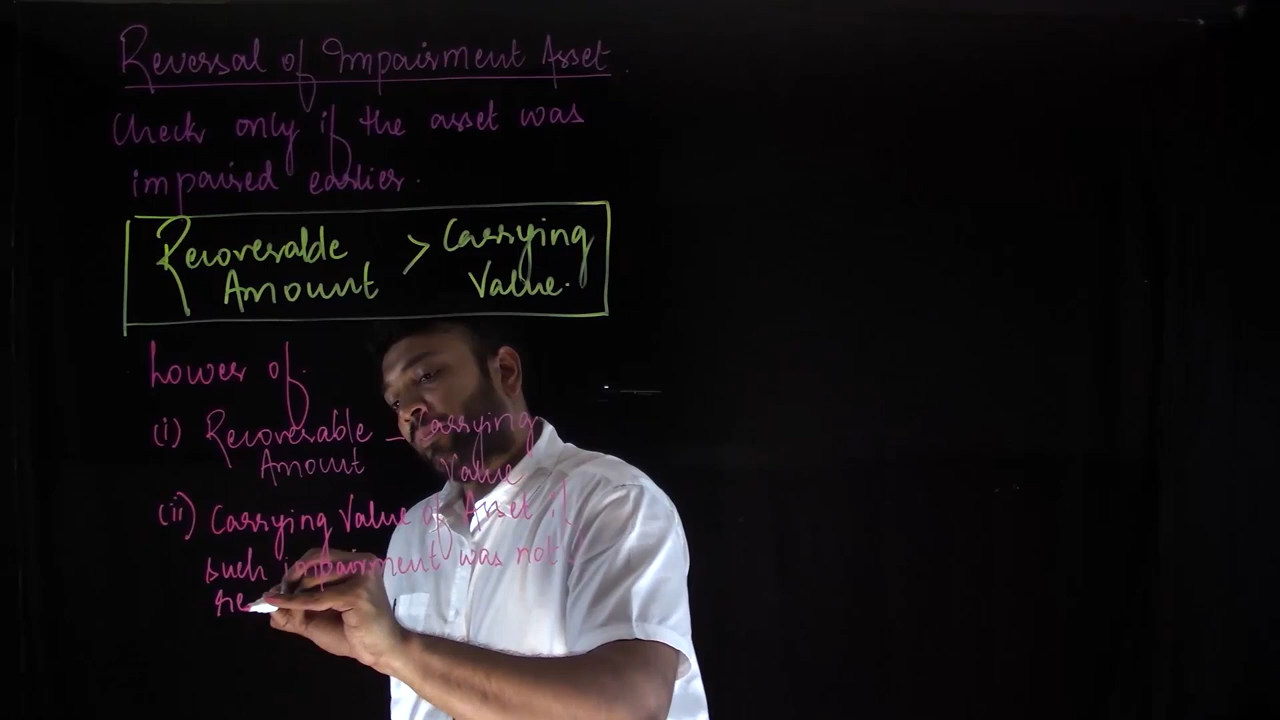 Reversal of Impairment Asset.
Check only if the asset was
impaired earlier.
Recoverable > Carrying
Amount Value.
Lower of
(i) Recoverable - Carrying
Amount Value
(ii) Carrying Value of Asset if
such impairment was not
re